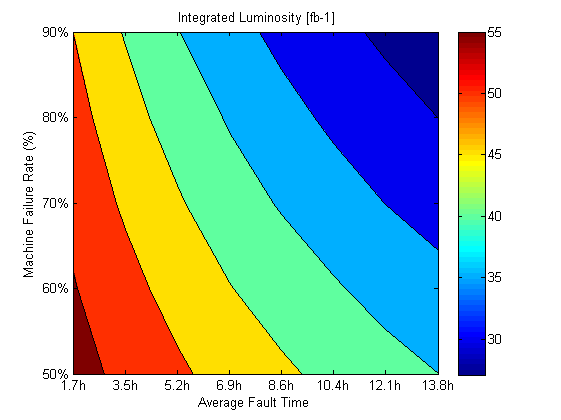 Integrated Luminosity [fb-1]
90%
80%
70%
60%
50%
Machine Failure Rate (%)
1.7h 3.5h 5.2h 6.9h 8.6h 10.4h 12.1h 13.8h
Average Fault Time
55
50
45
40
35
30